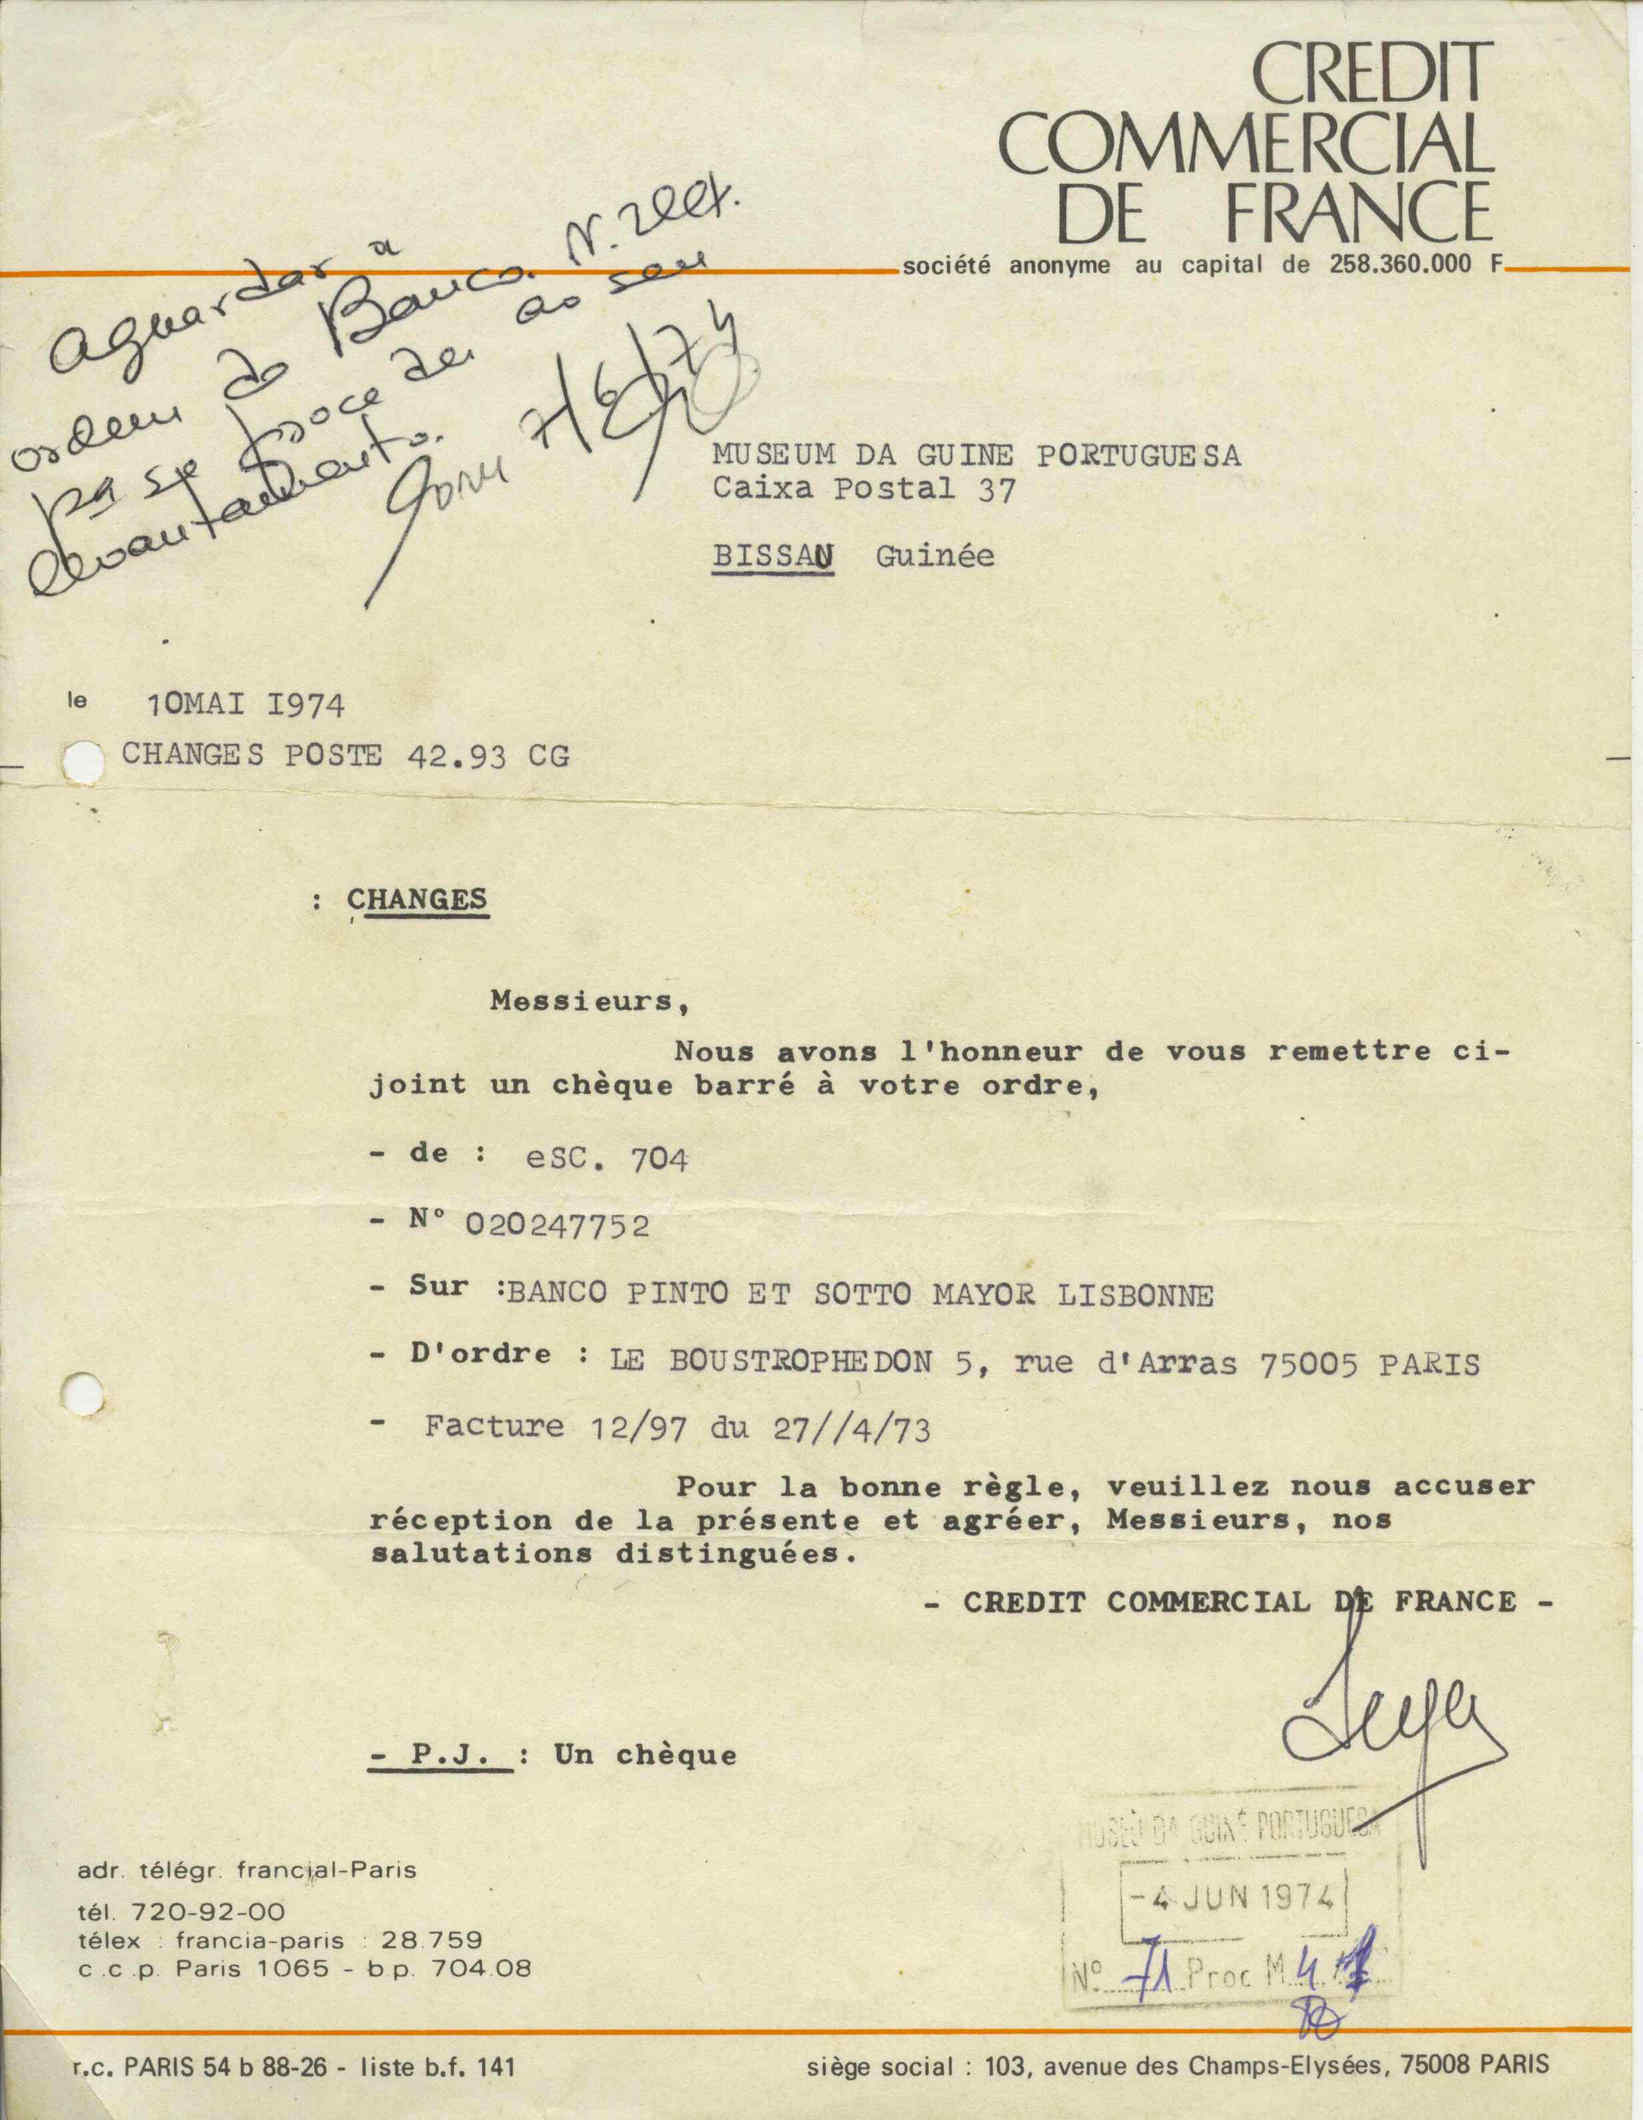 CREDIT
COMMERCIAL
DE FRANCE
société anonyme au capital de 258.360.000 F
Aguardar a
ordem do Banco. N.
pa se proceder ao seu
levantamento.
7/6/74
MUSEUM DA GUINE PORTUGUESA
Caixa Postal 37
BISSAU Guinée
le 10MAI I974
CHANGES POSTE 42.93 CG
: CHANGES
Messieurs,
Nous avons l'honneur de vous remettre ci-
joint un chèque barré à votre ordre,
- de : eSC. 704
- N° 020247752
- Sur :BANCO PINTO ET SOTTO MAYOR LISBONNE
- D'ordre : LE BOUSTROPHEDON 5, rue d'Arras 75005 PARIS
- Facture 12/97 du 27//4/73
Pour la bonne règle, veuillez nous accuser
réception de la présente et agréer, Messieurs, nos
salutations distinguées.
- CREDIT COMMERCIAL DE FRANCE -
- P.J. : Un chèque
MUSEU DA GUINÉ PORTUGUESA
-4 JUN 1974
Nº 71 Proc M 4
adr. télégr. francial-Paris
tél. 720-92-00
télex : francia-paris : 28.759
c.c.p. Paris 1065 - b.p. 704.08
r.c. PARIS 54 b 88-26 - liste b.f. 141
siège social : 103, avenue des Champs-Elysées, 75008 PARIS